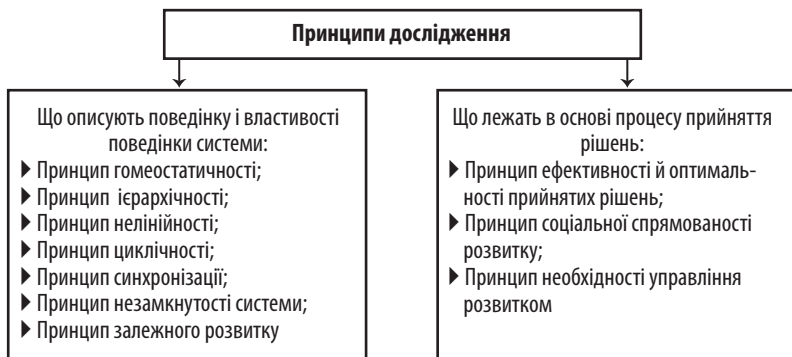 Принципи дослідження
Що описують поведінку і властивості
поведінки системи:
Принцип гомеостатичності;
Принцип ієрархічності;
Принцип нелінійності;
Принцип циклічності;
Принцип синхронізації;
Принцип незамкнутості системи;
Принцип залежного розвитку
Що лежать в основі процесу прийняття
рішень:
Принцип ефективності й оптималь-
ності прийнятих рішень;
Принцип соціальної спрямованості
розвитку;
Принцип необхідності управління
розвитком